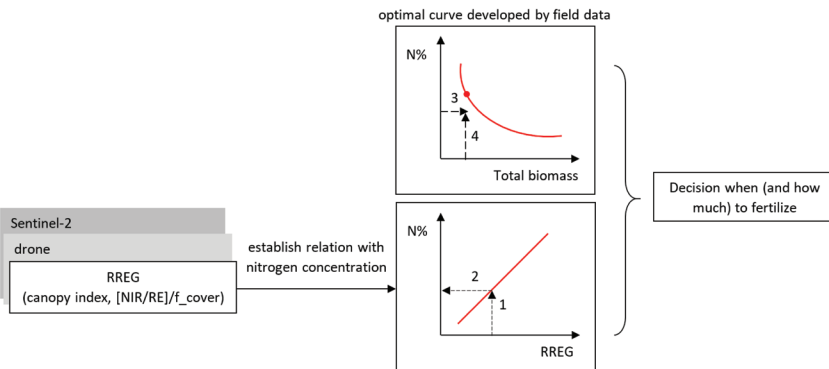 optimal curve developed by field data
N%
3
4
Total biomass
Sentinel-2
drone
RREG
(canopy index, [NIR/RE]/f_cover)
establish relation with
nitrogen concentration
N%
2
1
RREG
Decision when (and how
much) to fertilize